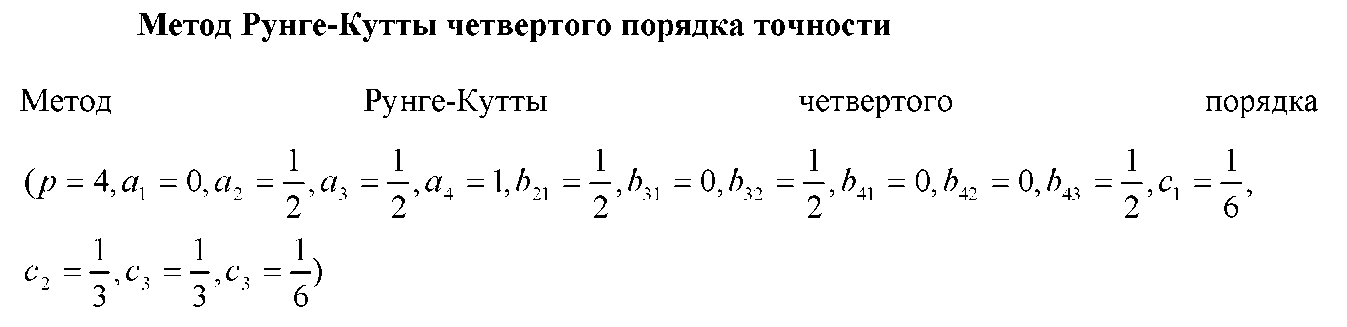 Метод Рунге-Кутты четвертого порядка точности
Метод Рунге-Кутты четвертого порядка
(p = 4, a₁ = 0, a₂ = 1/2, a₃ = 1/2, a₄ = 1, b₂₁ = 1/2, b₃₁ = 0, b₃₂ = 1/2, b₄₁ = 0, b₄₂ = 0, b₄₃ = 1/2, c₁ = 1/6,
c₂ = 1/3, c₃ = 1/3, c₃ = 1/6)